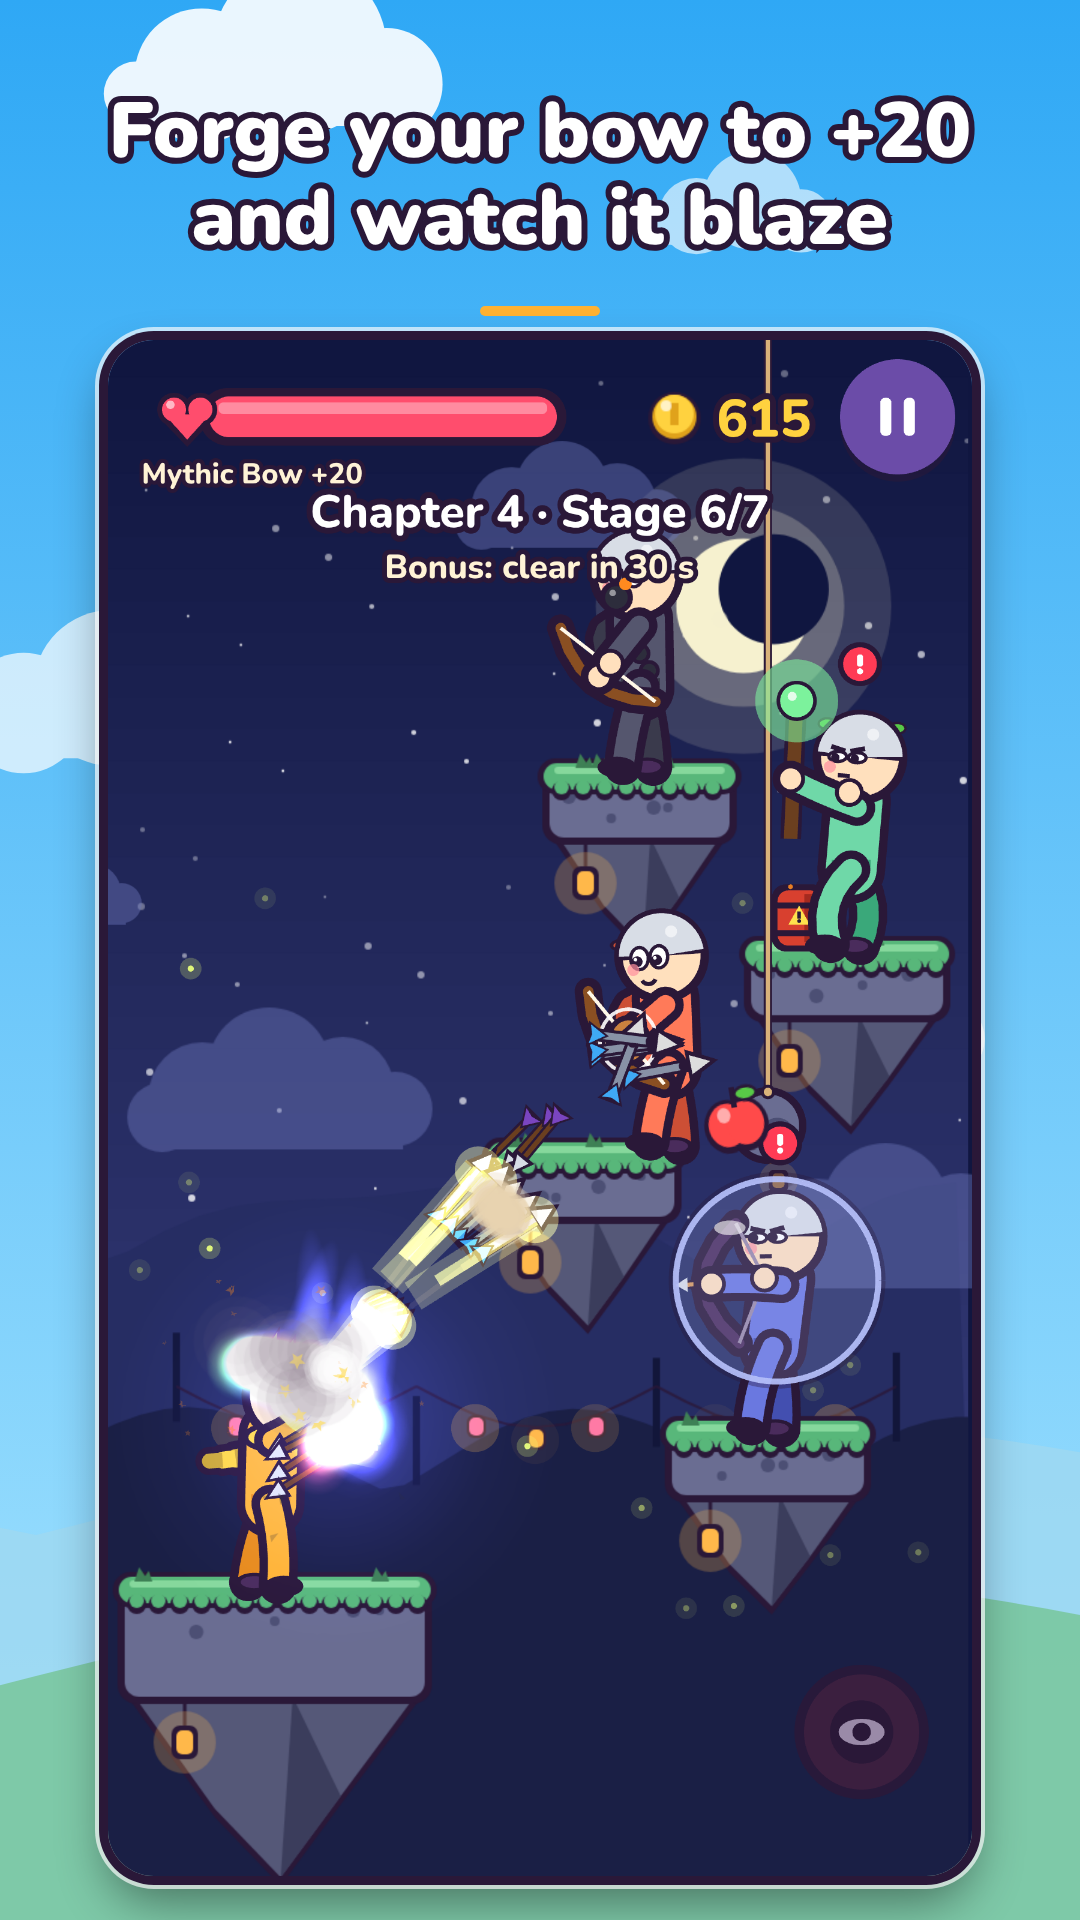 Forge your bow to +20
and watch it blaze
615
Mythic Bow +20
Chapter 4 · Stage 6/7
Bonus: clear in 30 s